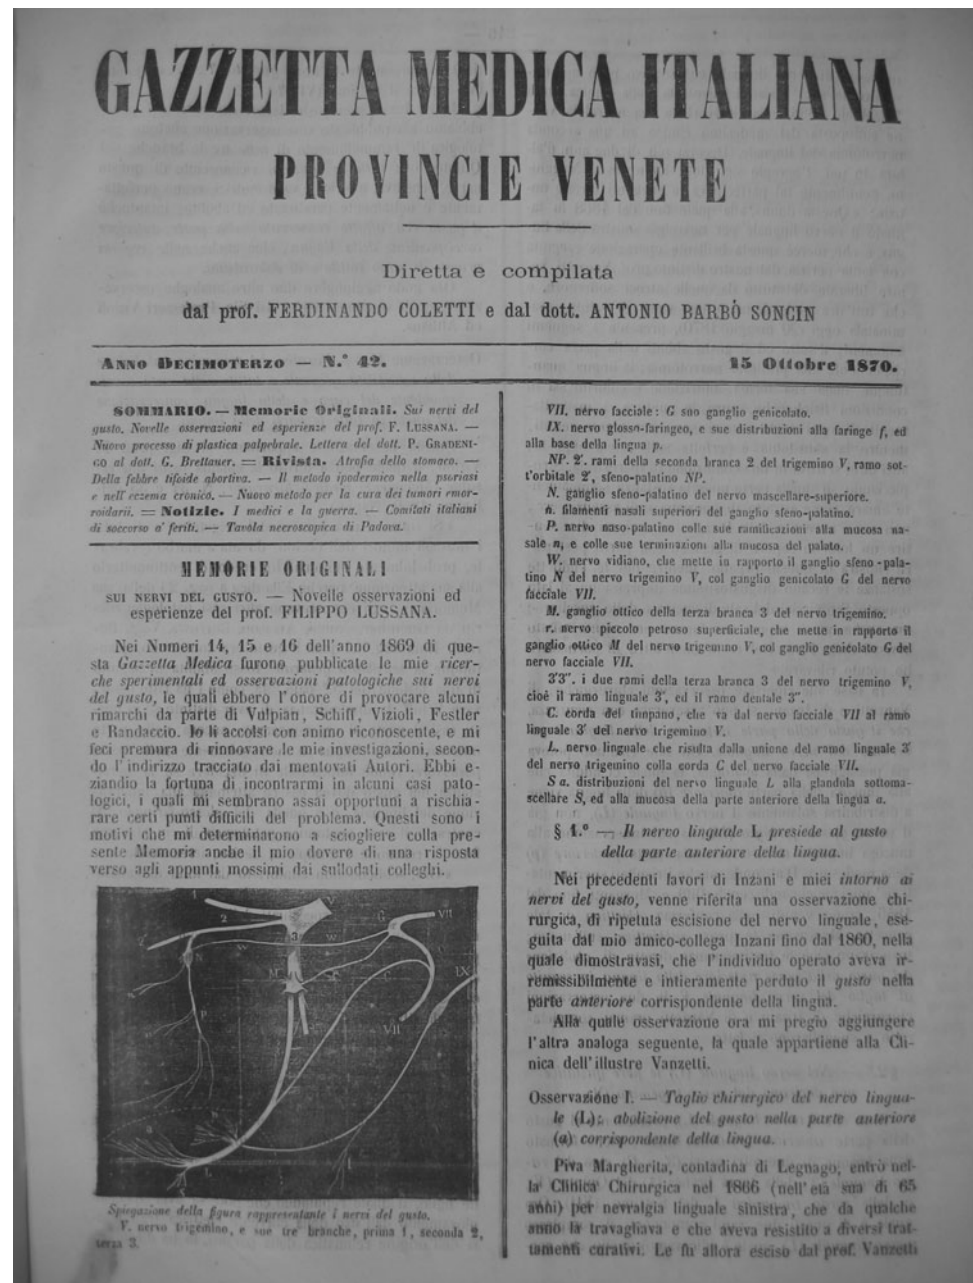 GAZZETTA MEDICA ITALIANA
PROVINCIE VENETE
Diretta e compilata
dal prof. FERDINANDO COLETTI e dal dott. ANTONIO BARBÒ SONCIN
ANNO DECIMOTERZO — N.° 42.
15 Ottobre 1870.
SOMMARIO. — Memorie Originali. Sui nervi del
gusto. Novelle osservazioni ed esperienze del prof. F. LUSSANA. —
Nuovo processo di plastica palpebrale. Lettera del dott. P. GRADENI-
GO al dott. G. Brettauer. = Rivista. Atrofia dello stomaco. —
Della febbre tifoide abortiva. — Il metodo ipodermico nella psoriasi
e nell'eczema cronico. — Nuovo metodo per la cura dei tumori emor-
roidarii. = Notizie. I medici e la guerra. — Comitati italiani
di soccorso a' feriti. — Tavola necroscopica di Padova.
MEMORIE ORIGINALI
SUI NERVI DEL GUSTO. — Novelle osservazioni ed
esperienze del prof. FILIPPO LUSSANA.
Nei Numeri 14, 15 e 16 dell'anno 1869 di que-
sta Gazzetta Medica furono pubblicate le mie ricer-
che sperimentali ed osservazioni patologiche sui nervi
del gusto, le quali ebbero l'onore di provocare alcuni
rimarchi da parte di Vulpian, Schiff, Vizioli, Festler
e Randaccio. Io li accolsi con animo riconoscente, e mi
feci premura di rinnovare le mie investigazioni, secon-
do l'indirizzo tracciato dai mentovati Autori. Ebbi e-
ziandio la fortuna di incontrarmi in alcuni casi pato-
logici, i quali mi sembrano assai opportuni a rischia-
rare certi punti difficili del problema. Questi sono i
motivi che mi determinarono a sciogliere colla pre-
sente Memoria anche il mio dovere di una risposta
verso agli appunti mossimi dai sullodati colleghi.
1 V
2 G VII
3
N W W
M
C IX
P
VII
a
L
S
Spiegazione della figura rappresentante i nervi del gusto.
V. nervo trigemino, e sue tre branche, prima 1, seconda 2,
terza 3.
VII. nervo facciale: G suo ganglio genicolato.
IX. nervo glosso-faringeo, e sue distribuzioni alla faringe f, ed
alla base della lingua p.
NP. 2'. rami della seconda branca 2 del trigemino V, ramo sot-
t'orbitale 2', sfeno-palatino NP.
N. ganglio sfeno-palatino del nervo mascellare-superiore.
n. filamenti nasali superiori del ganglio sfeno-palatino.
P. nervo naso-palatino colle sue ramificazioni alla mucosa na-
sale n, e colle sue terminazioni alla mucosa del palato.
W. nervo vidiano, che mette in rapporto il ganglio sfeno-pala-
tino N del nervo trigemino V, col ganglio genicolato G del nervo
facciale VII.
M. ganglio ottico della terza branca 3 del nervo trigemino.
r. nervo piccolo petroso superficiale, che mette in rapporto il
ganglio ottico M del nervo trigemino V, col ganglio genicolato G del
nervo facciale VII.
3'3''. i due rami della terza branca 3 del nervo trigemino V,
cioè il ramo linguale 3', ed il ramo dentale 3''.
C. corda del timpano, che va dal nervo facciale VII al ramo
linguale 3' del nervo trigemino V.
L. nervo linguale che risulta dalla unione del ramo linguale 3'
del nervo trigemino colla corda C del nervo facciale VII.
S a. distribuzioni del nervo linguale L alla glandola sottoma-
scellare S, ed alla mucosa della parte anteriore della lingua a.
§ 1.° — Il nervo linguale L presiede al gusto
della parte anteriore della lingua.
Nei precedenti lavori di Inzani e miei intorno ai
nervi del gusto, venne riferita una osservazione chi-
rurgica, di ripetuta escisione del nervo linguale, ese-
guita dal mio amico-collega Inzani fino dal 1860, nella
quale dimostravasi, che l'individuo operato aveva ir-
remissibilmente e intieramente perduto il gusto nella
parte anteriore corrispondente della lingua.
Alla quale osservazione ora mi pregio aggiungere
l'altra analoga seguente, la quale appartiene alla Cli-
nica dell'illustre Vanzetti.
Osservazione I. — Taglio chirurgico del nervo lingua-
le (L); abolizione del gusto nella parte anteriore
(a) corrispondente della lingua.
Piva Margherita, contadina di Legnago, entrò nel-
la Clinica Chirurgica nel 1866 (nell'età sua di 65
anni) per nevralgia linguale sinistra, che da qualche
anno la travagliava e che aveva resistito a diversi trat-
tamenti curativi. Le fu allora esciso dal prof. Vanzetti